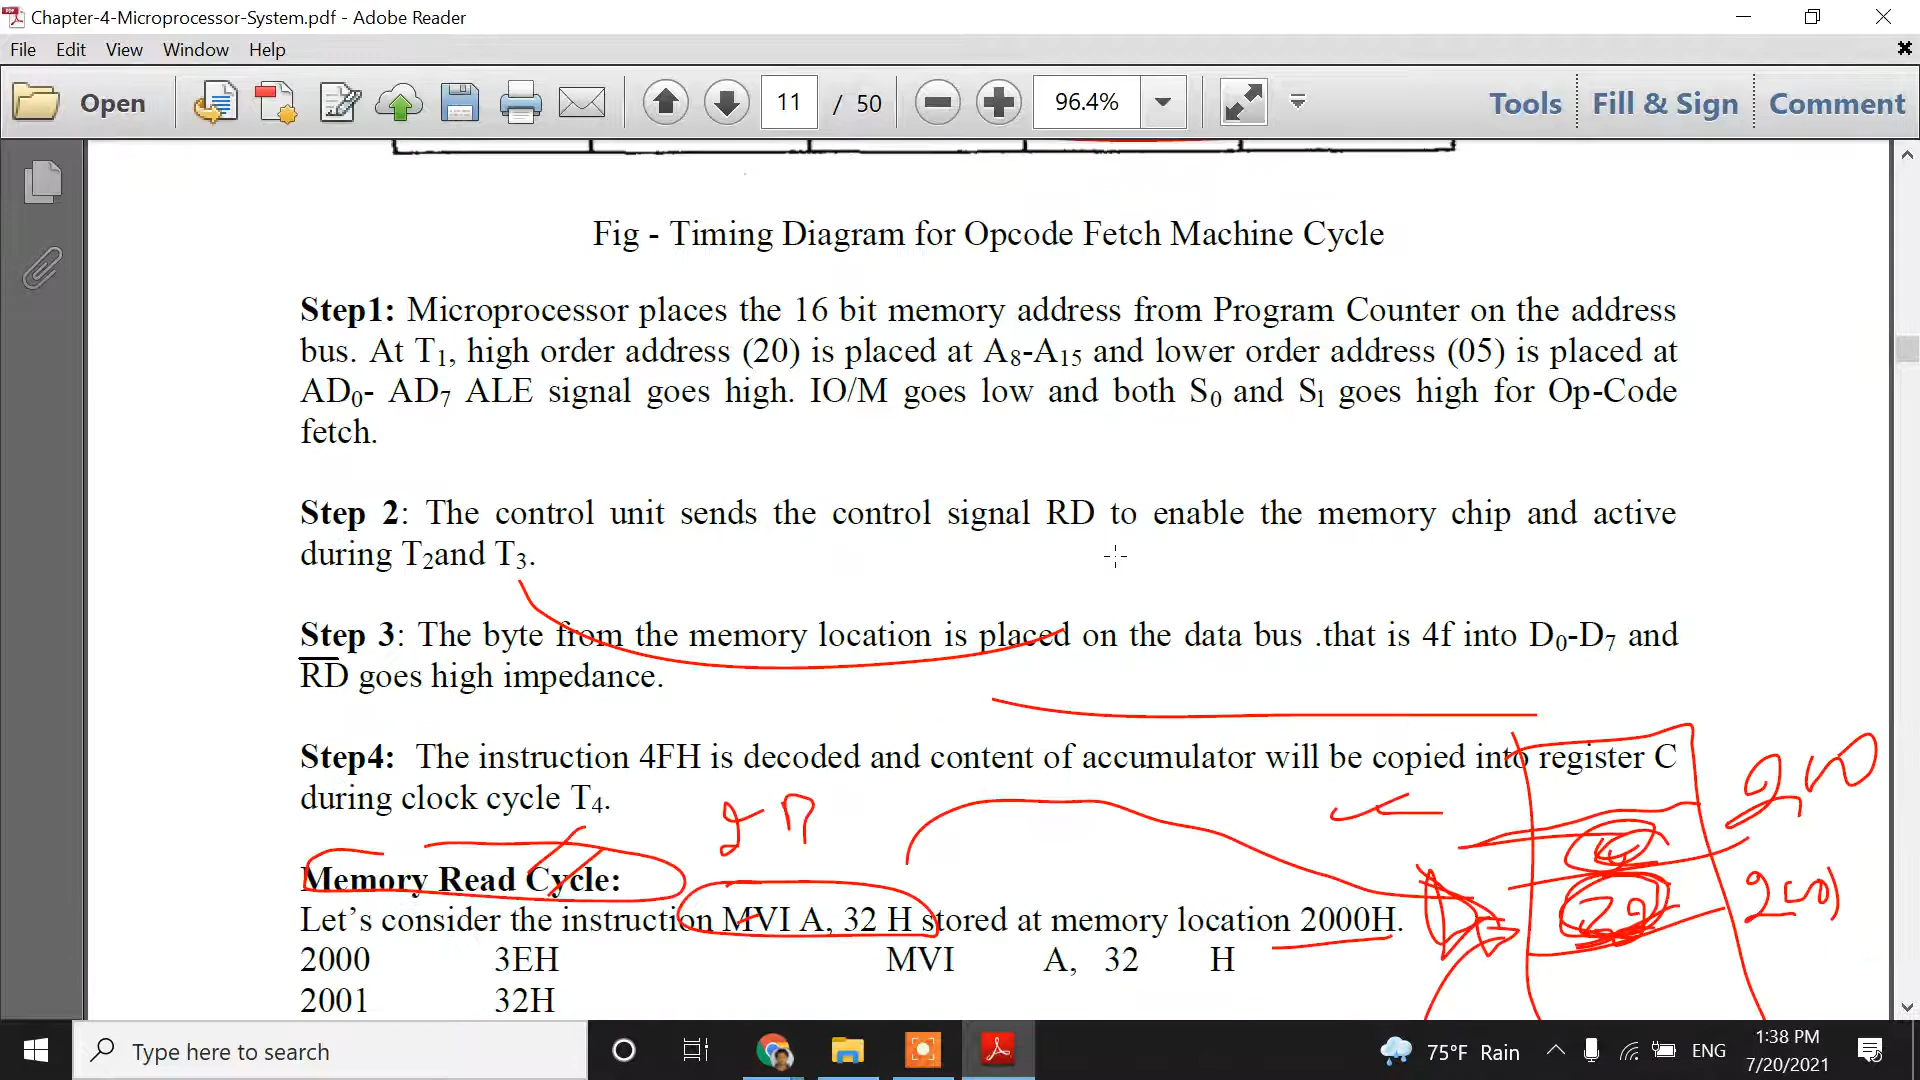 Chapter-4-Microprocessor-System.pdf - Adobe Reader
File Edit View Window Help
Open 11 / 50 96.4% Tools Fill & Sign Comment
Fig - Timing Diagram for Opcode Fetch Machine Cycle
Step1: Microprocessor places the 16 bit memory address from Program Counter on the address
bus. At T1, high order address (20) is placed at A8-A15 and lower order address (05) is placed at
AD0- AD7 ALE signal goes high. IO/M goes low and both S0 and S1 goes high for Op-Code
fetch.
Step 2: The control unit sends the control signal RD to enable the memory chip and active
during T2and T3.
Step 3: The byte from the memory location is placed on the data bus .that is 4f into D0-D7 and
RD goes high impedance.
Step4: The instruction 4FH is decoded and content of accumulator will be copied into register C
during clock cycle T4.
Memory Read Cycle:
Let's consider the instruction MVI A, 32 H stored at memory location 2000H.
2000 3EH MVI A, 32 H
2001 32H
Type here to search
75°F Rain
ENG
1:38 PM
7/20/2021